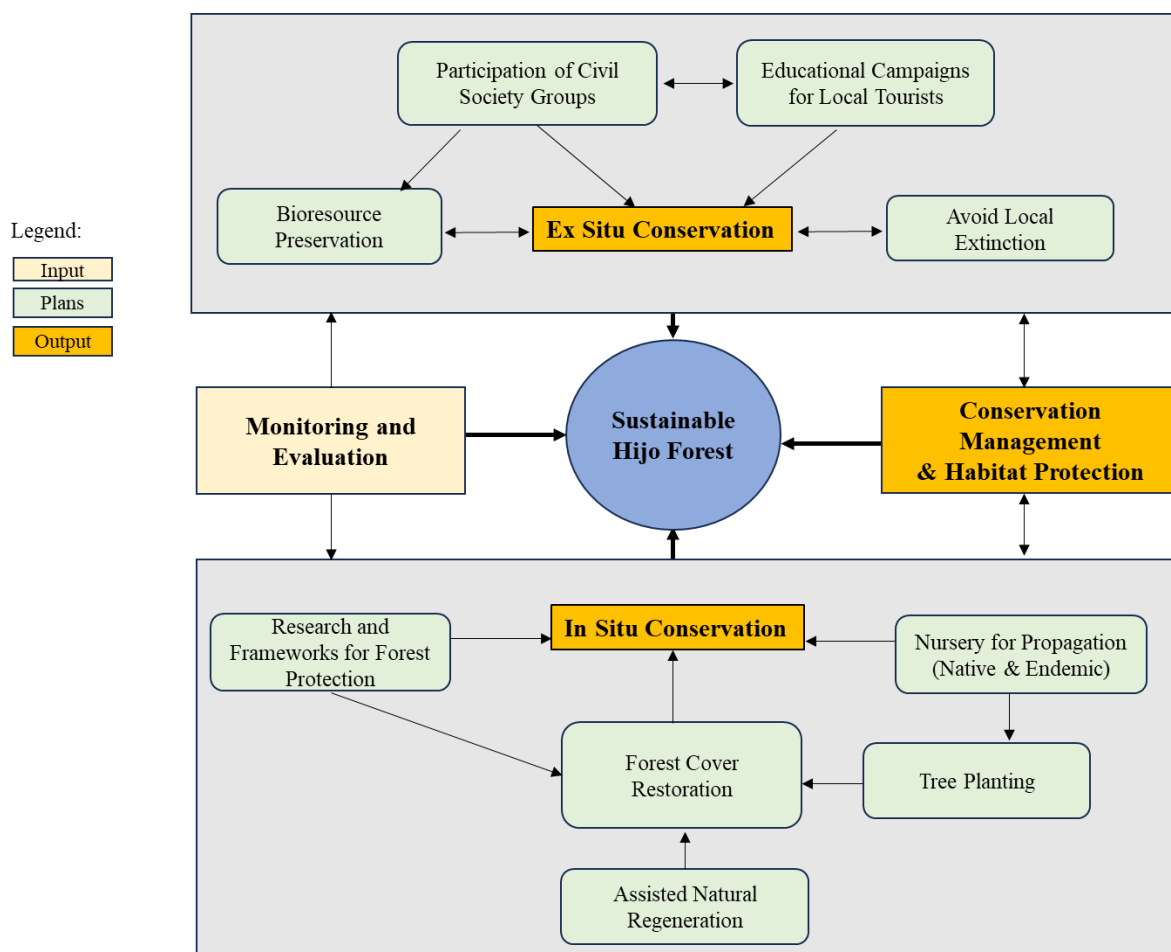 Participation of Civil
Society Groups
Educational Campaigns
for Local Tourists
Bioresource
Preservation
Ex Situ Conservation
Avoid Local
Extinction
Legend:
Input
Plans
Output
Monitoring and
Evaluation
Sustainable
Hijo Forest
Conservation
Management
& Habitat Protection
Research and
Frameworks for Forest
Protection
In Situ Conservation
Nursery for Propagation
(Native & Endemic)
Forest Cover
Restoration
Tree Planting
Assisted Natural
Regeneration